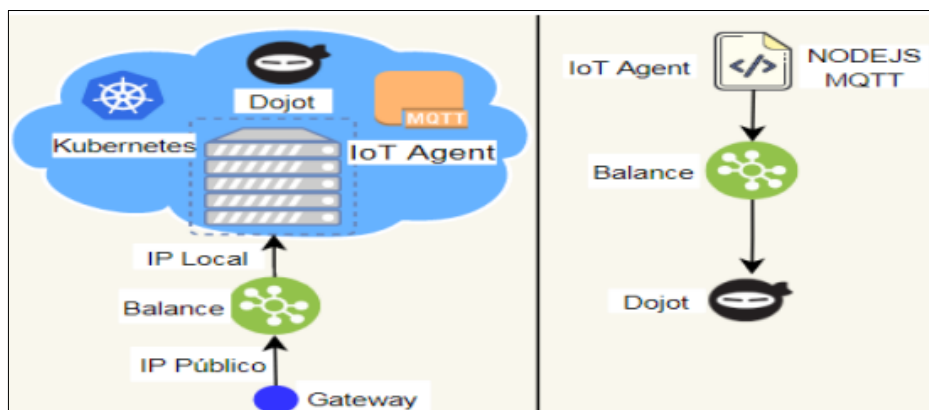 Dojot
Kubernetes
MQTT
IoT Agent
IP Local
Balance
IP Público
Gateway
IoT Agent
NODEJS
MQTT
Balance
Dojot